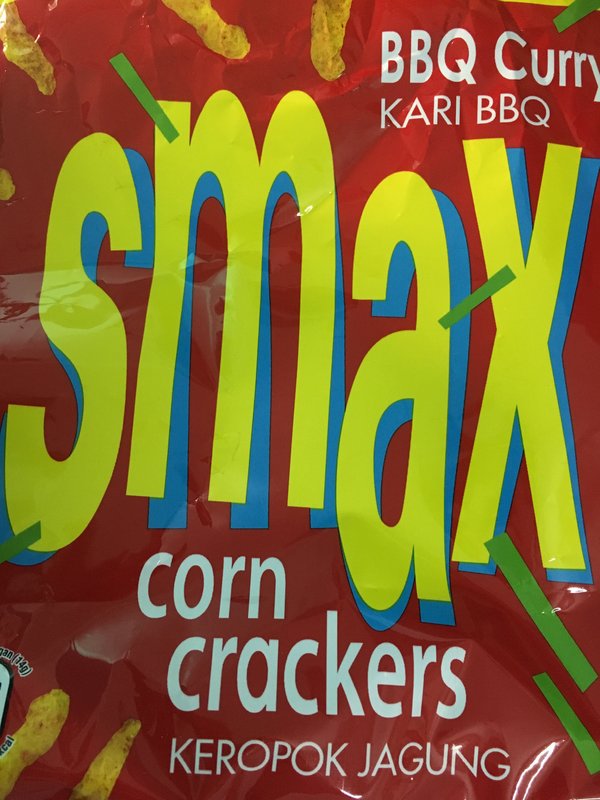 BBQ Curry
KARI BBQ
smax
corn
crackers
KEROPOK JAGUNG